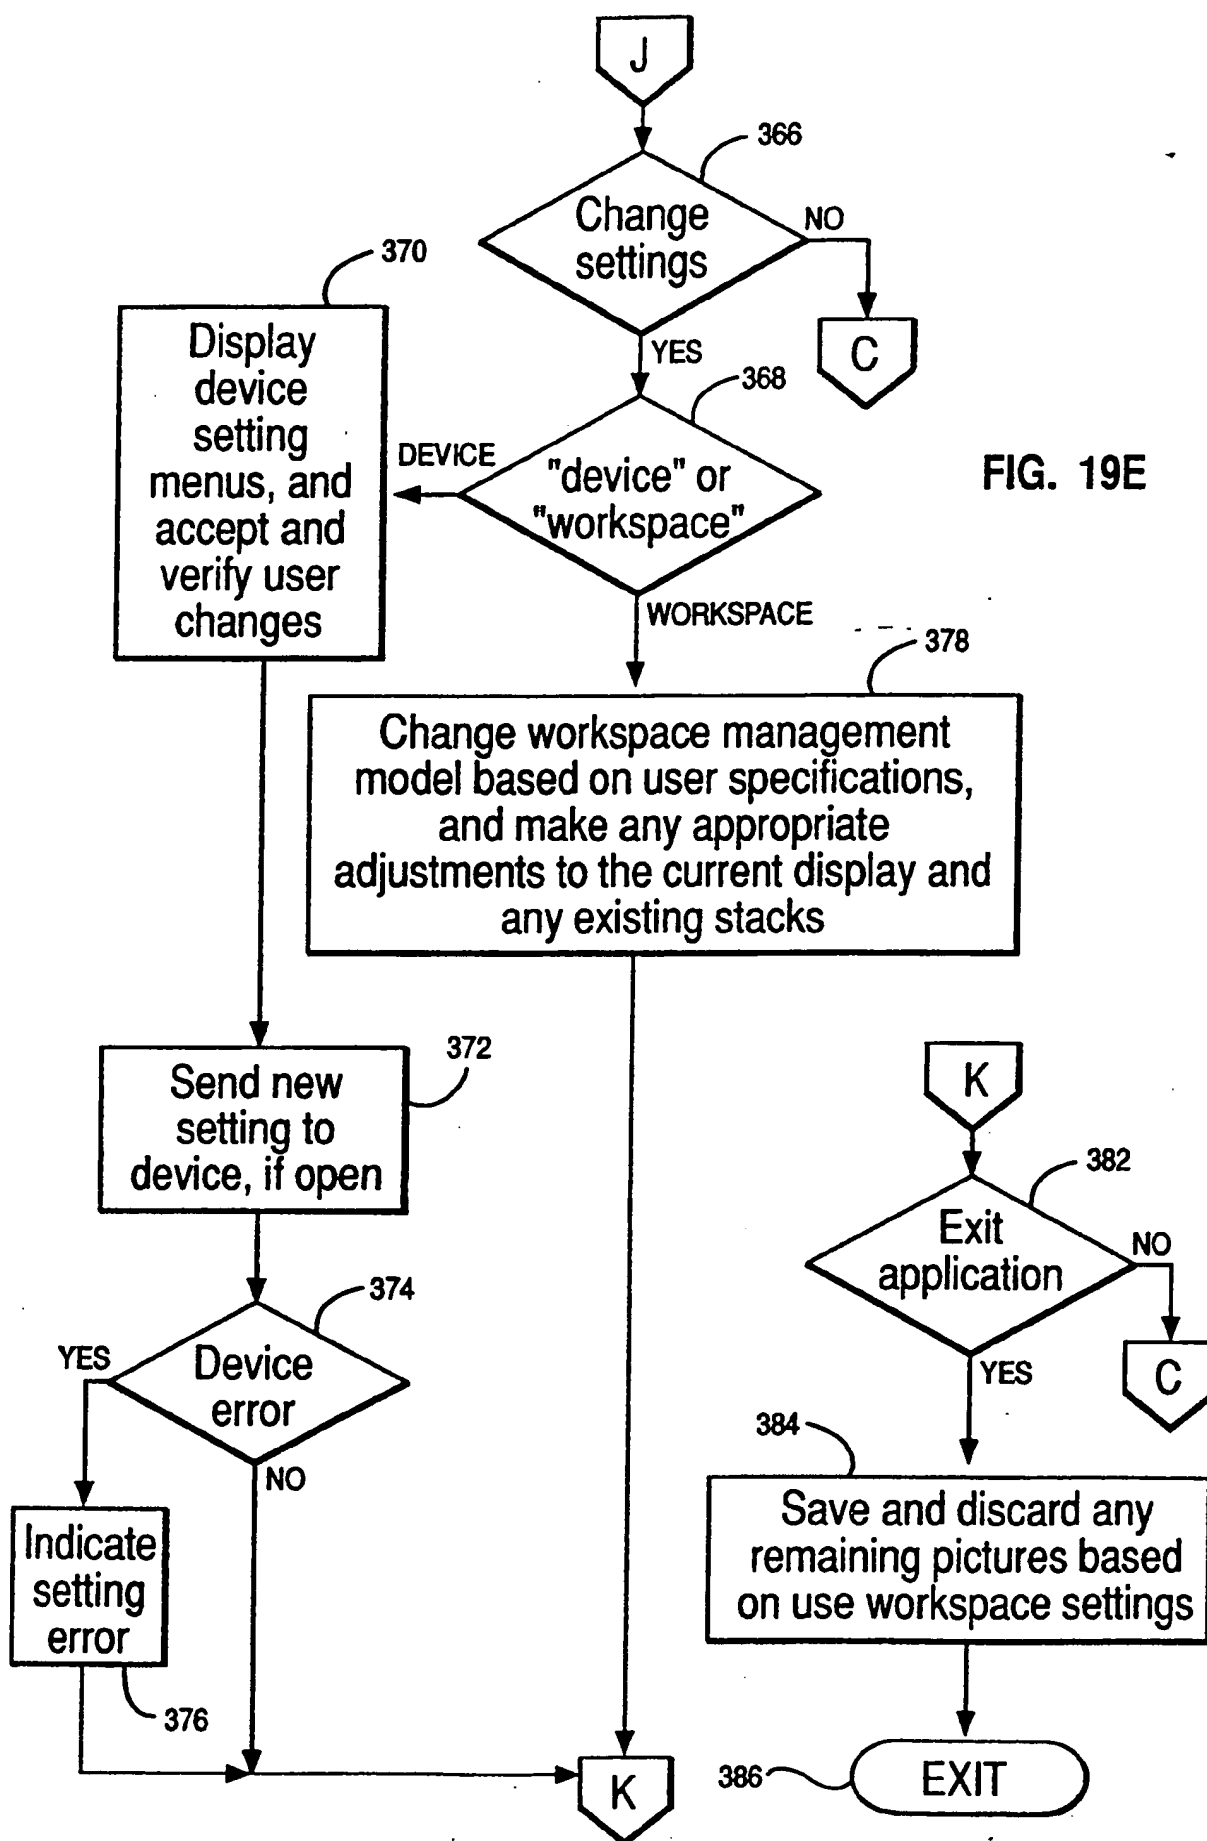 J
366
Change
settings
NO
C
YES
370
Display
device
setting
menus, and
accept and
verify user
changes
368
DEVICE
"device" or
"workspace"
FIG. 19E
WORKSPACE
378
Change workspace management
model based on user specifications,
and make any appropriate
adjustments to the current display and
any existing stacks
372
Send new
setting to
device, if open
374
YES
Device
error
NO
Indicate
setting
error
376
K
K
382
Exit
application
NO
C
YES
384
Save and discard any
remaining pictures based
on use workspace settings
386
EXIT